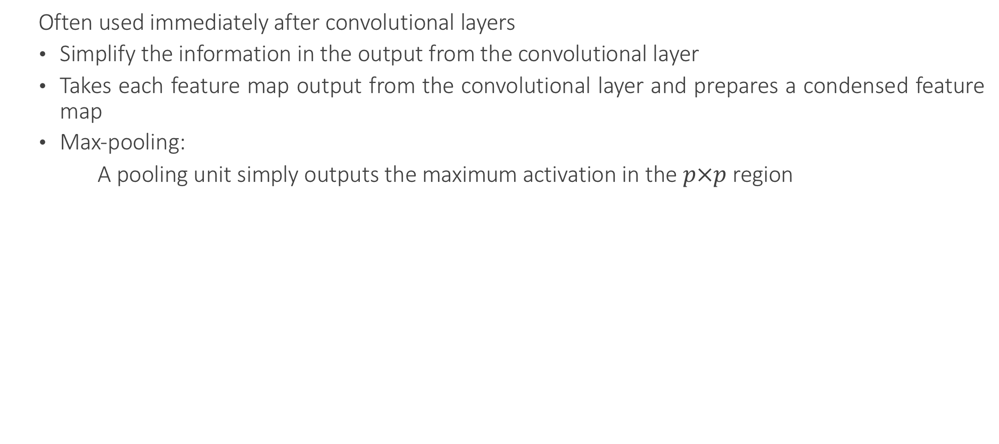 Often used immediately after convolutional layers
• Simplify the information in the output from the convolutional layer
• Takes each feature map output from the convolutional layer and prepares a condensed feature
map
• Max-pooling:
A pooling unit simply outputs the maximum activation in the 𝑝×𝑝 region